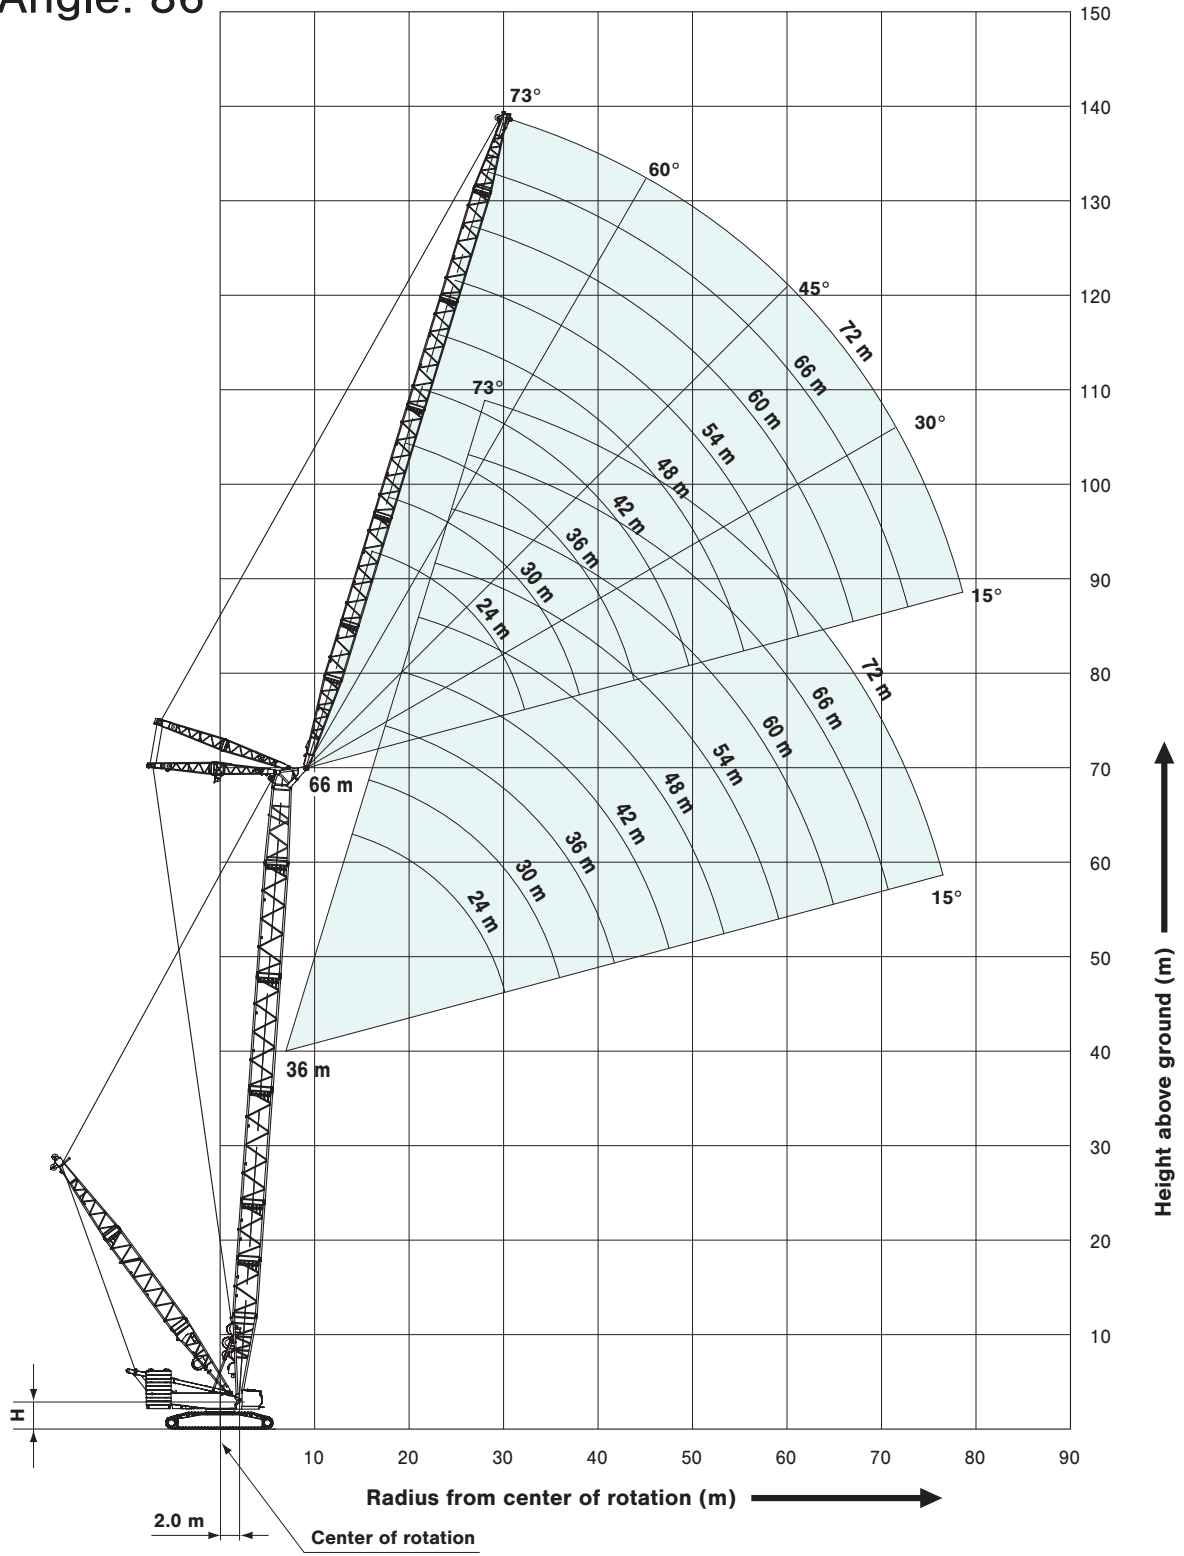 Angle: 86
150
73°
140
60°
130
45°
120
72 m
66 m
73°
110
60 m
30°
54 m
48 m
100
42 m
36 m
30 m
90
15°
24 m
80
72 m
66 m
60 m
54 m
70
66 m
48 m
42 m
60
36 m
30 m
15°
24 m
50
40
36 m
30
20
10
Height above ground (m)
H
10 20 30 40 50 60 70 80 90
Radius from center of rotation (m)
2.0 m
Center of rotation